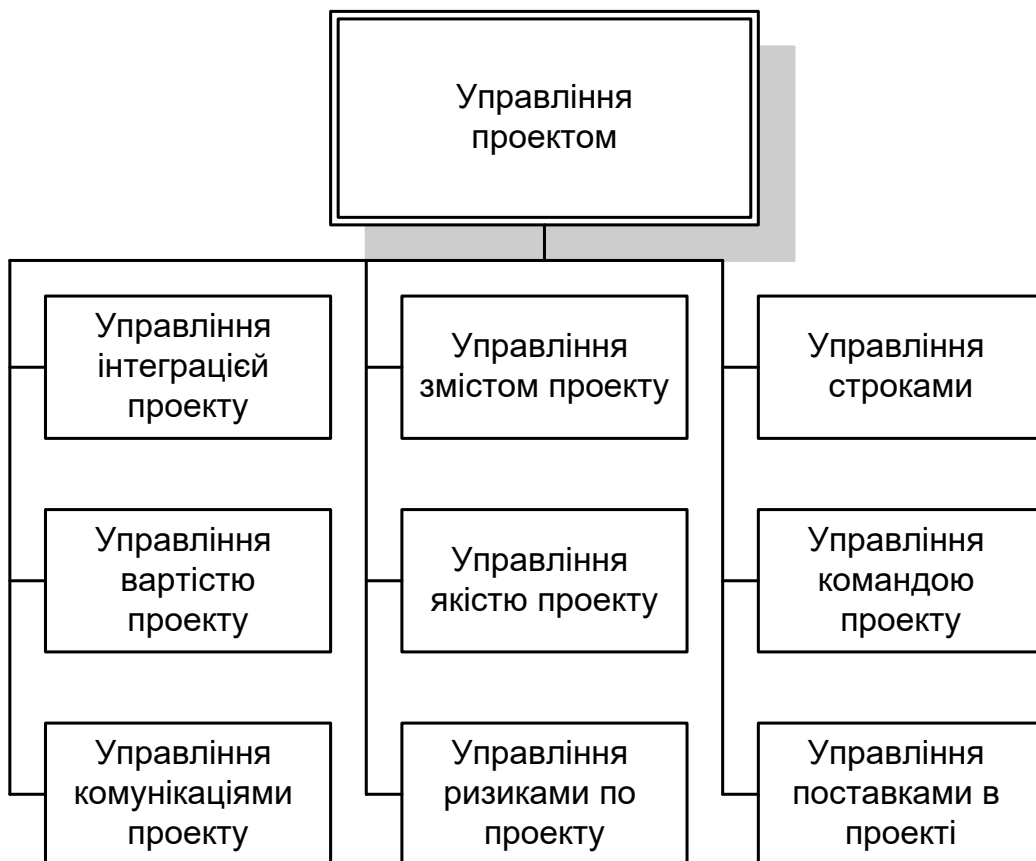 Управління
проектом
Управління
інтеграцією
проекту
Управління
змістом проекту
Управління
строками
Управління
вартістю
проекту
Управління
якістю проекту
Управління
командою
проекту
Управління
комунікаціями
проекту
Управління
ризиками по
проекту
Управління
поставками в
проекті